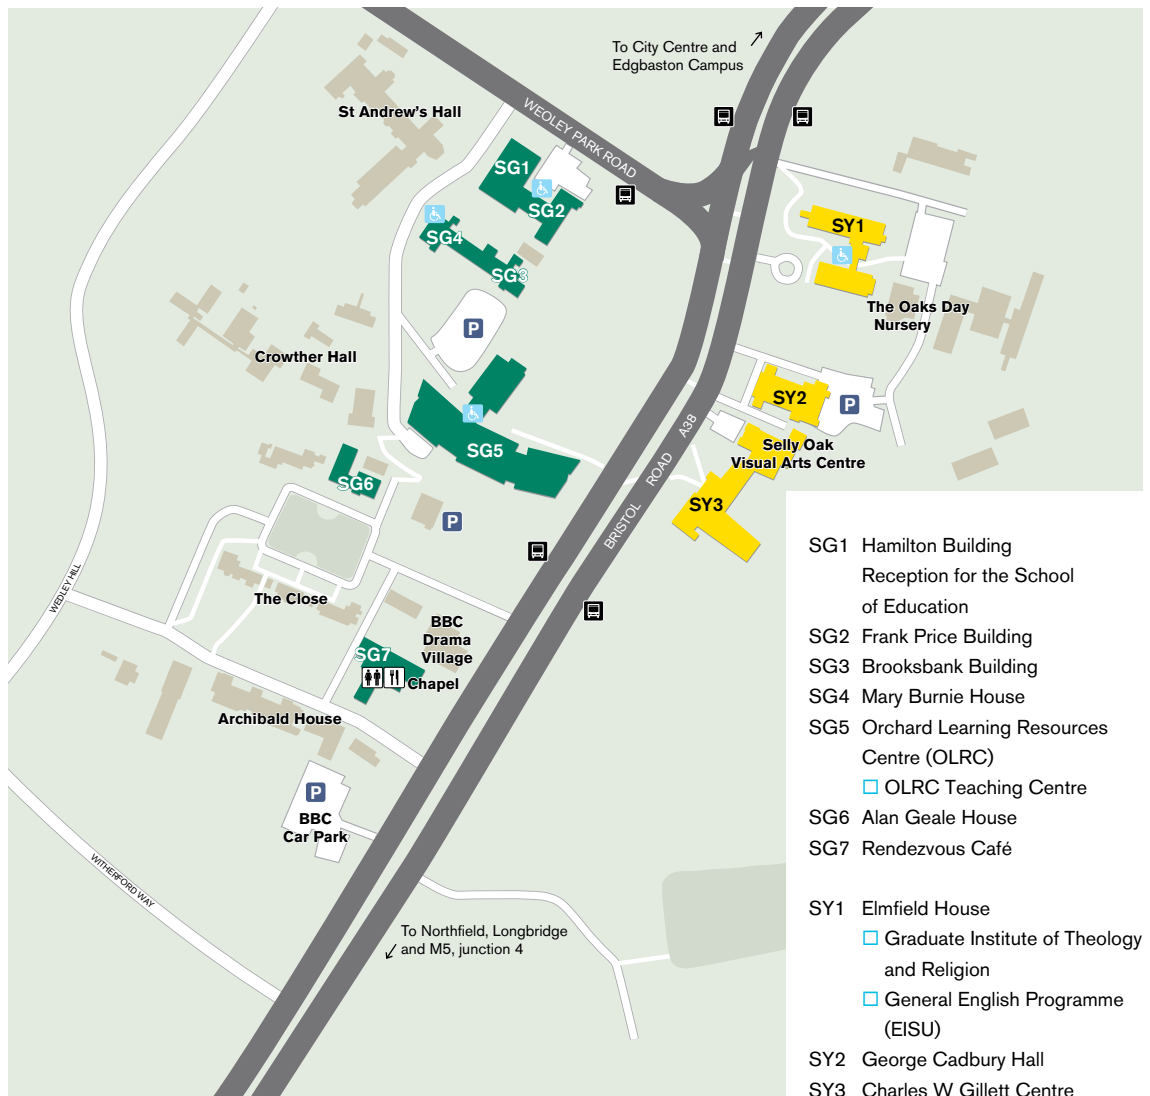 To City Centre and
Edgbaston Campus
WEOLEY PARK ROAD
St Andrew's Hall
SG1
SG2
SG4
SG3
SY1
The Oaks Day
Nursery
P
Crowther Hall
SY2
P
A38
ROAD
BRISTOL
SG5
Selly Oak
Visual Arts Centre
SG6
SY3
P
WEDLEY HILL
The Close
BBC
Drama
Village
SG7
Chapel
Archibald House
P
BBC
Car Park
WITHERFORD WAY
To Northfield, Longbridge
and M5, junction 4
SG1 Hamilton Building
Reception for the School
of Education
SG2 Frank Price Building
SG3 Brooksbank Building
SG4 Mary Burnie House
SG5 Orchard Learning Resources
Centre (OLRC)
OLRC Teaching Centre
SG6 Alan Geale House
SG7 Rendezvous Café
SY1 Elmfield House
Graduate Institute of Theology
and Religion
General English Programme
(EISU)
SY2 George Cadbury Hall
SY3 Charles W Gillett Centre